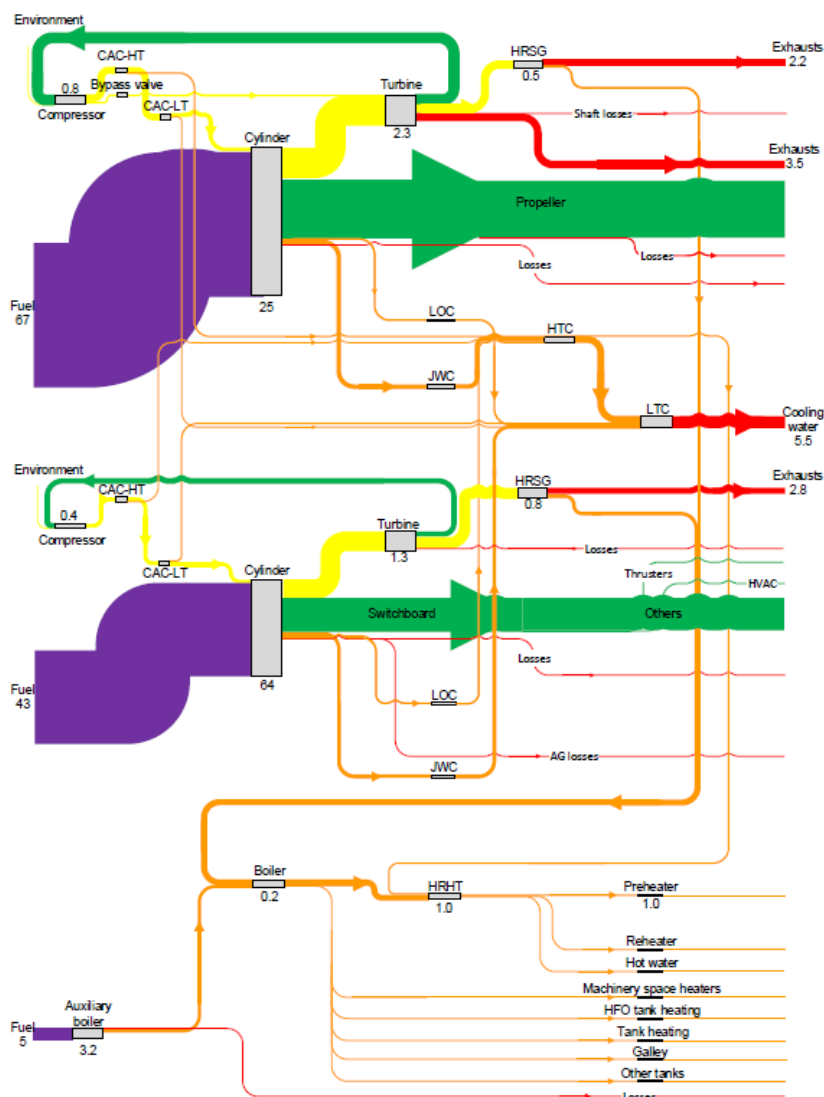 Environment
CAC-HT
HRSG
Exhausts
2.2
0.8
Bypass valve
Turbine
0.5
Compressor
CAC-LT
Shaft losses
2.3
Cylinder
Exhausts
3.5
Propeller
Losses
Losses
Fuel
67
25
LOC
HTC
JWC
LTC
Cooling
water
5.5
Environment
CAC-HT
HRSG
Exhausts
2.8
0.4
0.8
Compressor
Turbine
1.3
Losses
CAC-LT
Cylinder
Thrusters
HVAC
Switchboard
Others
Losses
Fuel
43
64
LOC
AG losses
JWC
Boiler
0.2
HRHT
1.0
Preheater
1.0
Reheater
Hot water
Machinery space heaters
Auxiliary
boiler
HFO tank heating
Fuel
5
3.2
Tank heating
Galley
Other tanks
Losses